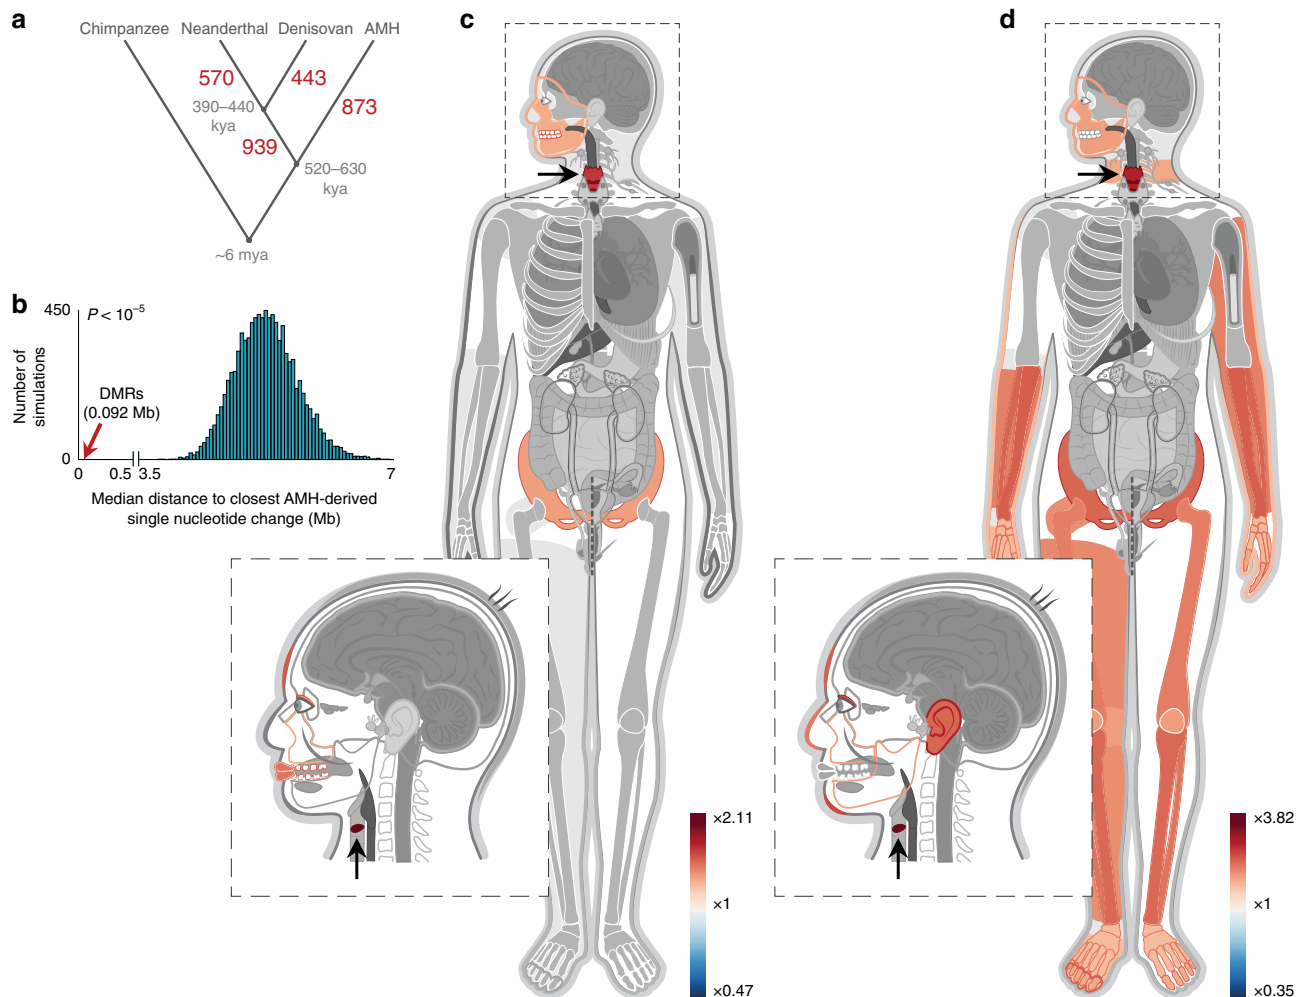 a
Chimpanzee Neanderthal Denisovan AMH
570 443
390–440
kya
873
939
520–630
kya
~6 mya
b
450
P < 10⁻⁵
Number of
simulations
DMRs
(0.092 Mb)
0
0 0.5 3.5 7
Median distance to closest AMH-derived
single nucleotide change (Mb)
c
×2.11
×1
×0.47
d
×3.82
×1
×0.35